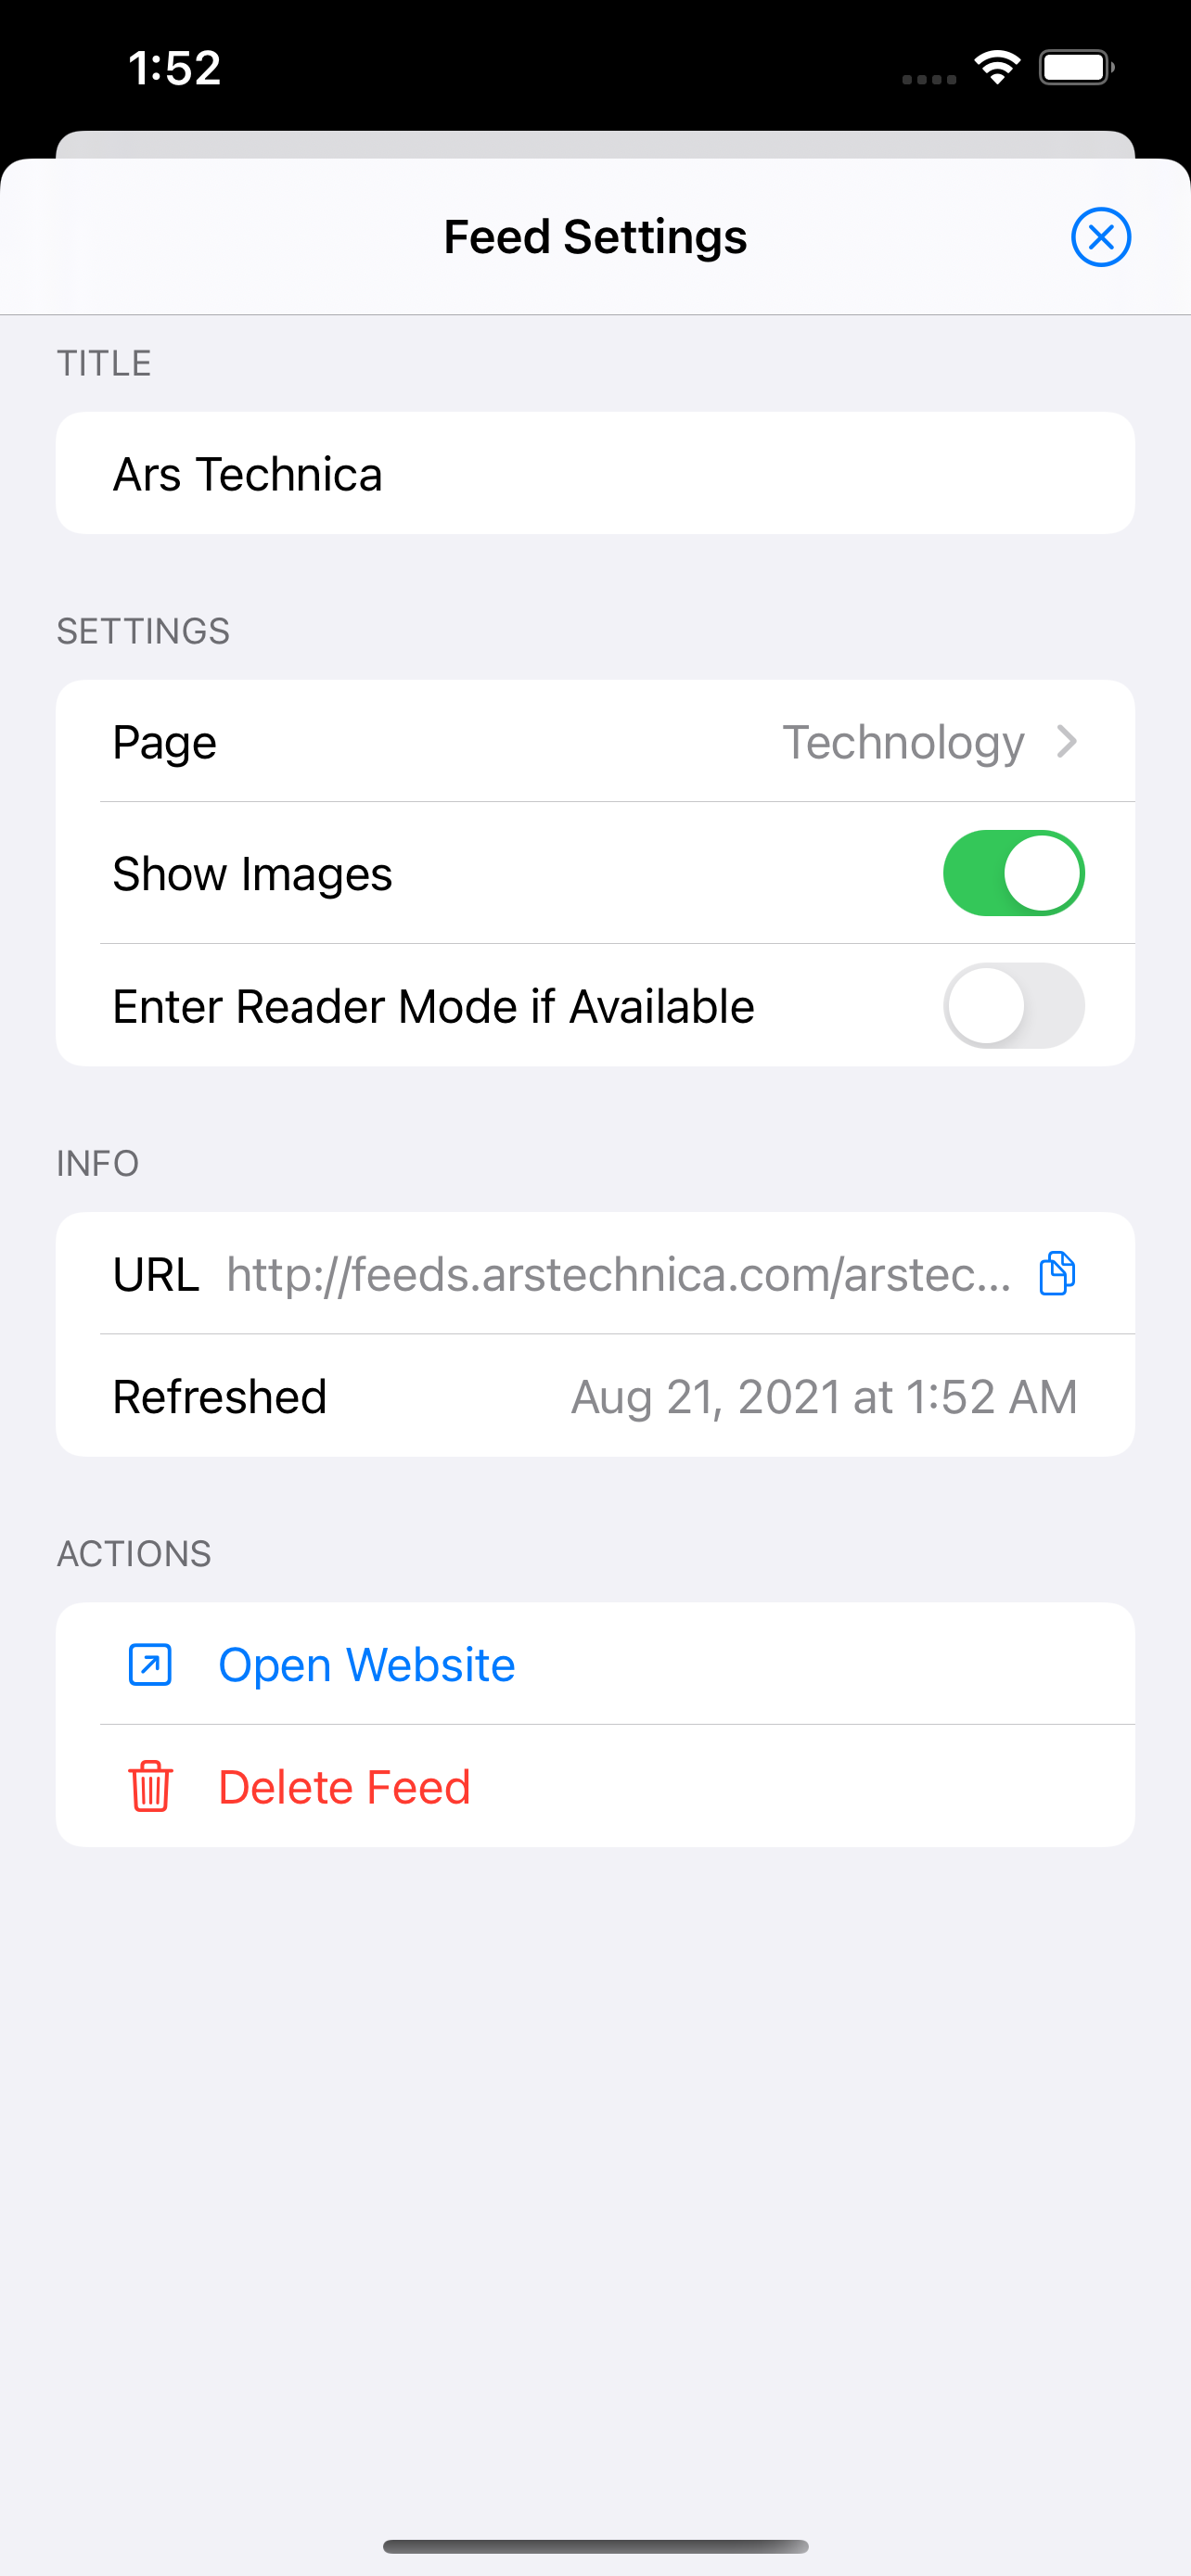 1:52
Feed Settings
TITLE
Ars Technica
SETTINGS
Page Technology
Show Images
Enter Reader Mode if Available
INFO
URL http://feeds.arstechnica.com/arstec...
Refreshed Aug 21, 2021 at 1:52 AM
ACTIONS
Open Website
Delete Feed